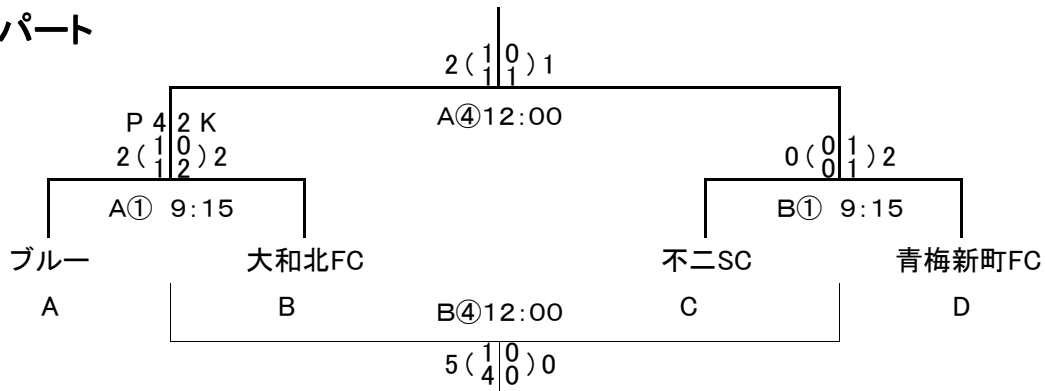 パート
2(1 0)1
1 1
A④12:00
P 4 2 K
2(1 0)2
1 2
0(0 1)2
0 1
A① 9:15
B① 9:15
ブルー 大和北FC 不二SC 青梅新町FC
A B C D
B④12:00
5(1 0)0
4 0